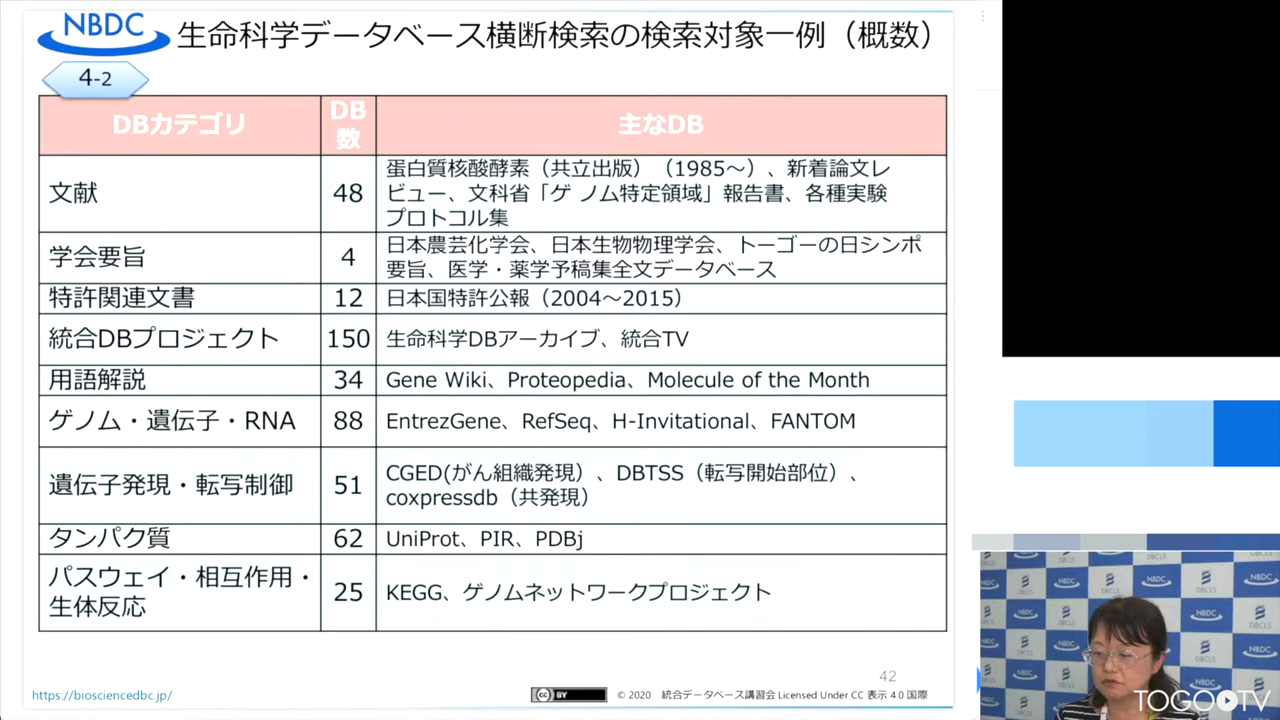 NBDC
生命科学データベース横断検索の検索対象一例（概数）
4-2
DBカテゴリ
DB
数
主なDB
文献
48
蛋白質核酸酵素（共立出版）（1985～）、新着論文レ
ビュー、文科省「ゲ ノム特定領域」報告書、各種実験
プロトコル集
学会要旨
4
日本農芸化学会、日本生物物理学会、トーゴーの日シンポ
要旨、医学・薬学予稿集全文データベース
特許関連文書
12
日本国特許公報（2004～2015）
統合DBプロジェクト
150
生命科学DBアーカイブ、統合TV
用語解説
34
Gene Wiki、Proteopedia、Molecule of the Month
ゲノム・遺伝子・RNA
88
EntrezGene、RefSeq、H-Invitational、FANTOM
遺伝子発現・転写制御
51
CGED(がん組織発現）、DBTSS（転写開始部位）、
coxpressdb（共発現）
タンパク質
62
UniProt、PIR、PDBj
パスウェイ・相互作用・
生体反応
25
KEGG、ゲノムネットワークプロジェクト
42
https://biosciencedbc.jp/
cc BY
© 2020 統合データベース講習会 Licensed Under CC 表示 4.0 国際
NBDC
DBCLS
TOGOTV